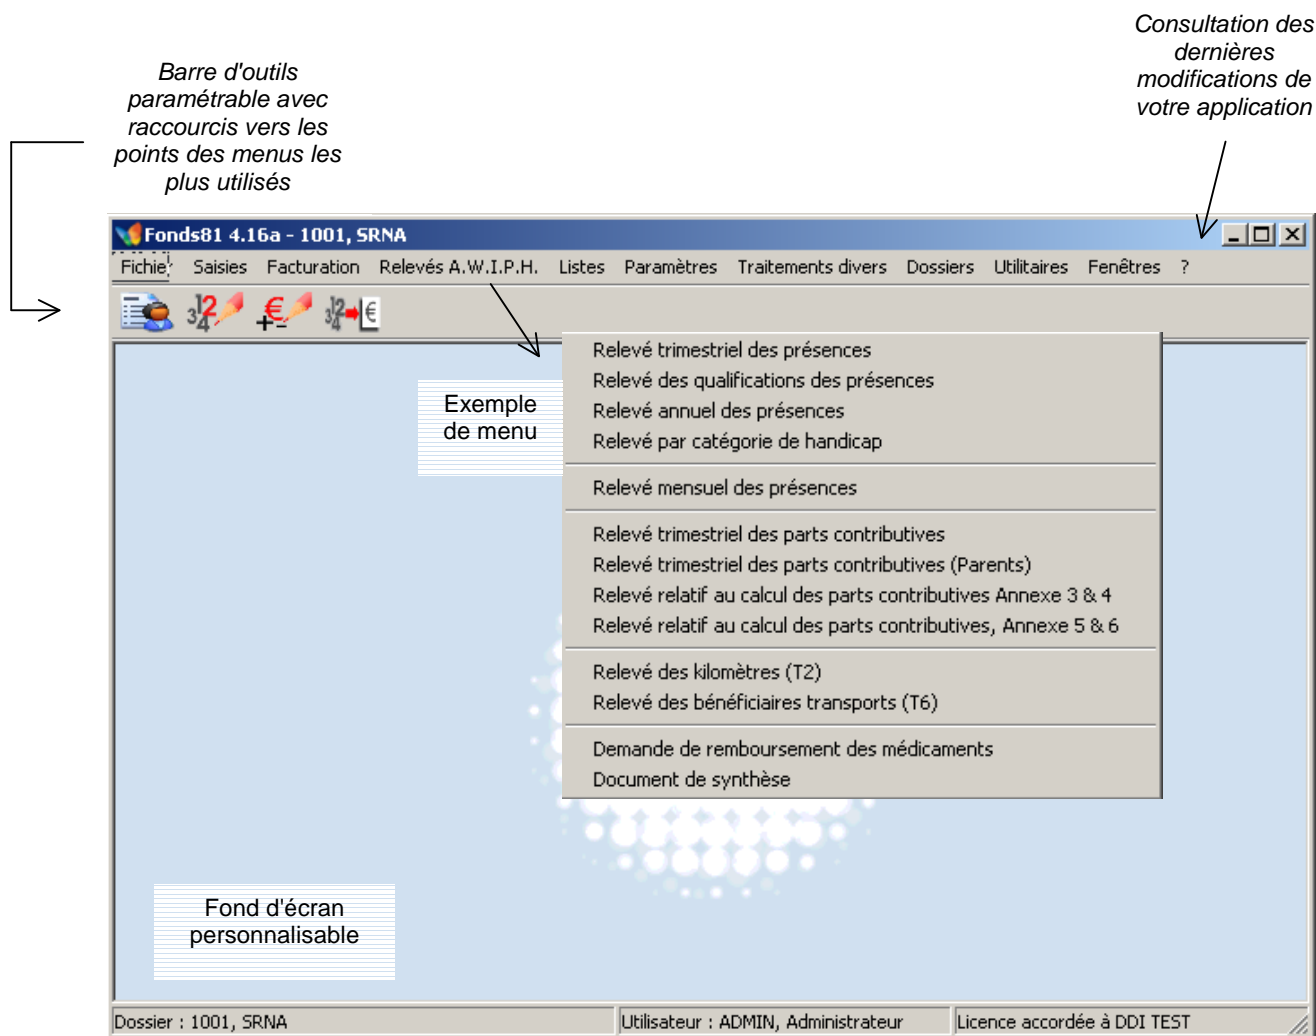 Consultation des
dernières
modifications de
votre application
Barre d'outils
paramétrable avec
raccourcis vers les
points des menus les
plus utilisés
Fonds81 4.16a - 1001, SRNA
Fichier Saisies Facturation Relevés A.W.I.P.H. Listes Paramètres Traitements divers Dossiers Utilitaires Fenêtres ?
Relevé trimestriel des présences
Relevé des qualifications des présences
Relevé annuel des présences
Relevé par catégorie de handicap
Relevé mensuel des présences
Relevé trimestriel des parts contributives
Relevé trimestriel des parts contributives (Parents)
Relevé relatif au calcul des parts contributives Annexe 3 & 4
Relevé relatif au calcul des parts contributives, Annexe 5 & 6
Relevé des kilomètres (T2)
Relevé des bénéficiaires transports (T6)
Demande de remboursement des médicaments
Document de synthèse
Exemple
de menu
Fond d'écran
personnalisable
Dossier : 1001, SRNA Utilisateur : ADMIN, Administrateur Licence accordée à DDI TEST